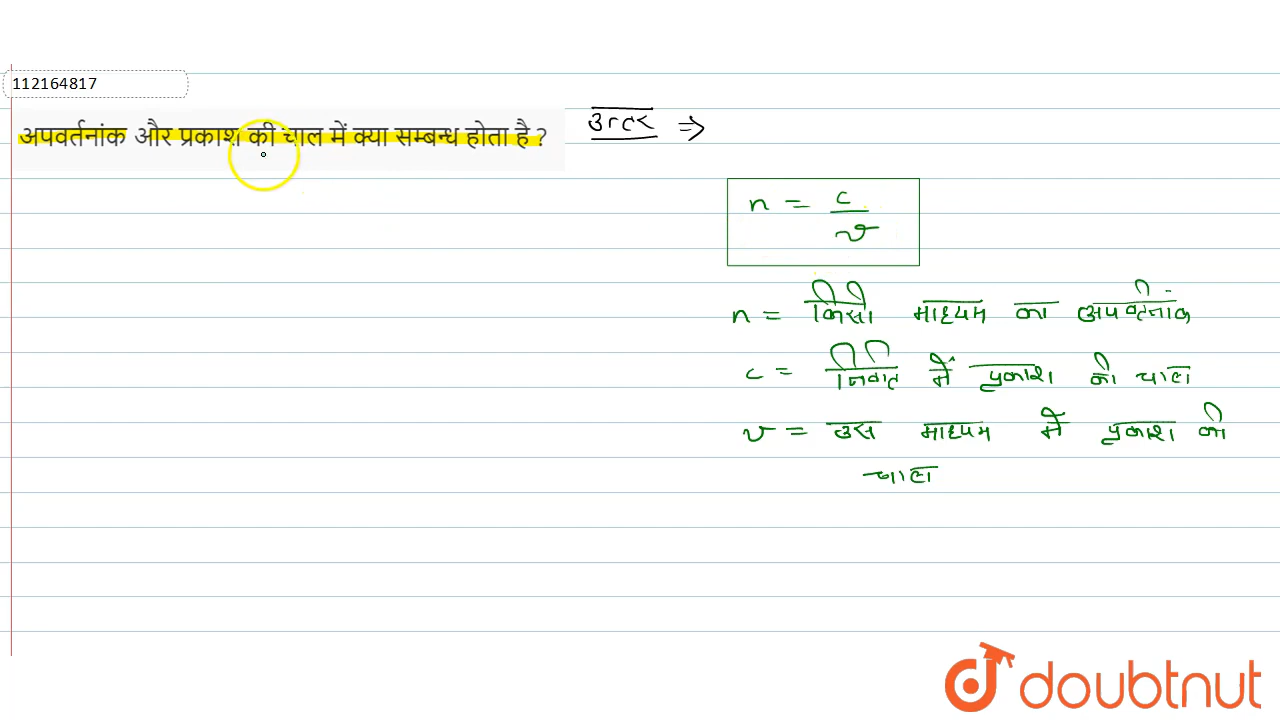 112164817
अपवर्तनांक और प्रकाश की चाल में क्या सम्बन्ध होता है ?
उत्तर ⇒
n = c/v
n = किसी माध्यम का अपवर्तनांक
c = निर्वात में प्रकाश की चाल
v = उस माध्यम में प्रकाश की
चाल
doubtnut